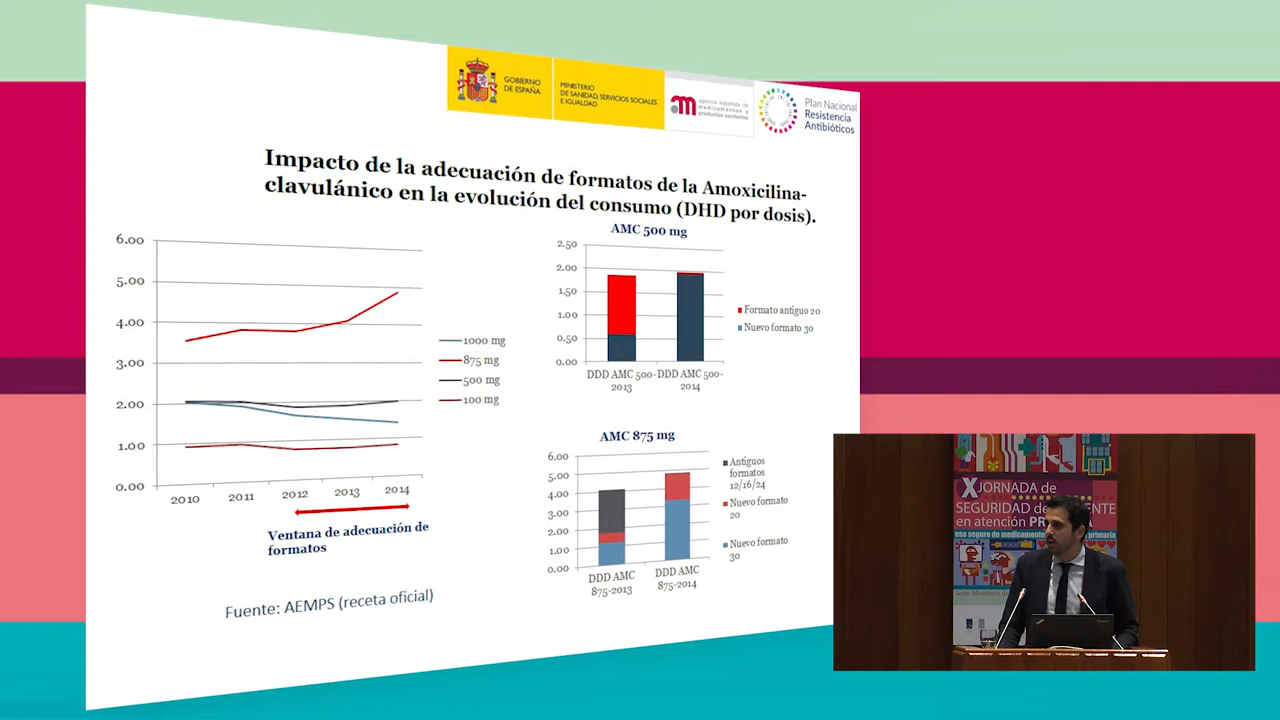 GOBIERNO
DE ESPAÑA
MINISTERIO
DE SANIDAD, SERVICIOS SOCIALES
E IGUALDAD
agencia española de
medicamentos y
productos sanitarios
Plan Nacional
Resistencia
Antibióticos
Impacto de la adecuación de formatos de la Amoxicilina-
clavulánico en la evolución del consumo (DHD por dosis).
6.00
5.00
4.00
3.00
2.00
1.00
0.00
2010
2011
2012
2013
2014
1000 mg
875 mg
500 mg
100 mg
Ventana de adecuación de
formatos
Fuente: AEMPS (receta oficial)
AMC 500 mg
2.50
2.00
1.50
1.00
0.50
0.00
DDD AMC 500-
2013
DDD AMC 500-
2014
Formato antiguo 20
Nuevo formato 30
AMC 875 mg
6.00
5.00
4.00
3.00
2.00
1.00
0.00
DDD AMC
875-2013
DDD AMC
875-2014
Antiguos
formatos
12/16/24
Nuevo formato
20
Nuevo formato
30
X JORNADA de
SEGURIDAD del
en atención
uso seguro de medicamento
primaria
Sede: Ministerio